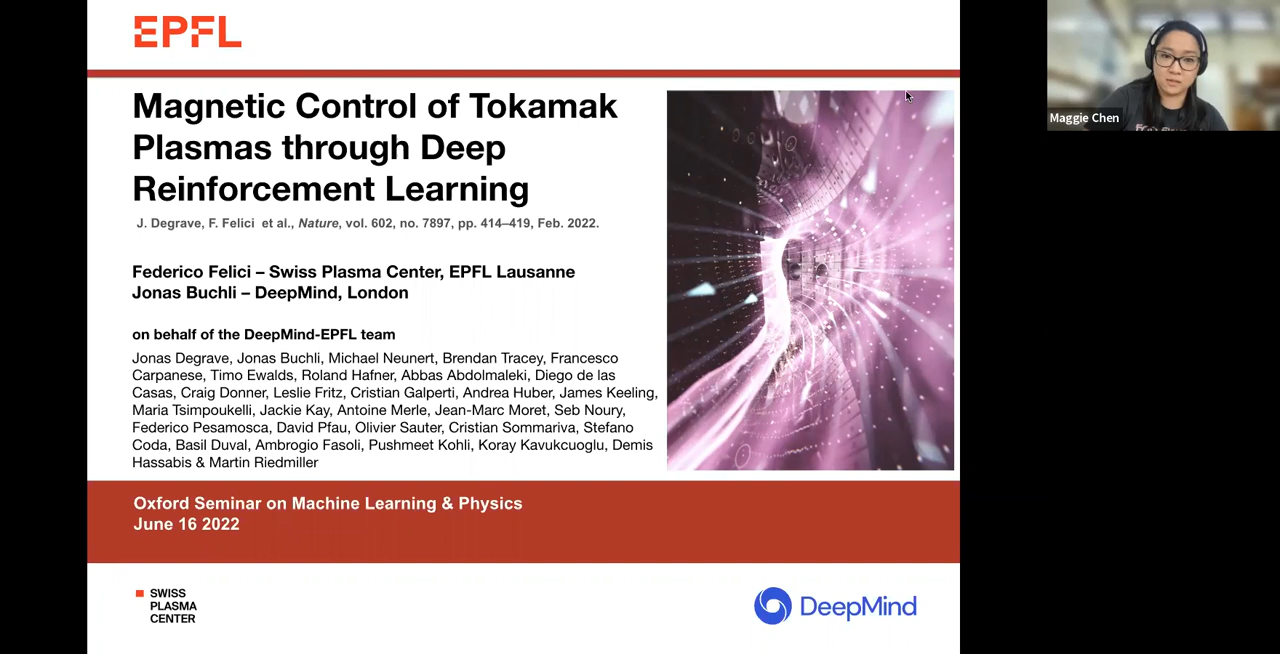 EPFL
Magnetic Control of Tokamak
Plasmas through Deep
Reinforcement Learning
J. Degrave, F. Felici et al., Nature, vol. 602, no. 7897, pp. 414–419, Feb. 2022.
Federico Felici – Swiss Plasma Center, EPFL Lausanne
Jonas Buchli – DeepMind, London
on behalf of the DeepMind-EPFL team
Jonas Degrave, Jonas Buchli, Michael Neunert, Brendan Tracey, Francesco
Carpanese, Timo Ewalds, Roland Hafner, Abbas Abdolmaleki, Diego de las
Casas, Craig Donner, Leslie Fritz, Cristian Galperti, Andrea Huber, James Keeling,
Maria Tsimpoukelli, Jackie Kay, Antoine Merle, Jean-Marc Moret, Seb Noury,
Federico Pesamosca, David Pfau, Olivier Sauter, Cristian Sommariva, Stefano
Coda, Basil Duval, Ambrogio Fasoli, Pushmeet Kohli, Koray Kavukcuoglu, Demis
Hassabis & Martin Riedmiller
Oxford Seminar on Machine Learning & Physics
June 16 2022
SWISS
PLASMA
CENTER
DeepMind
Maggie Chen